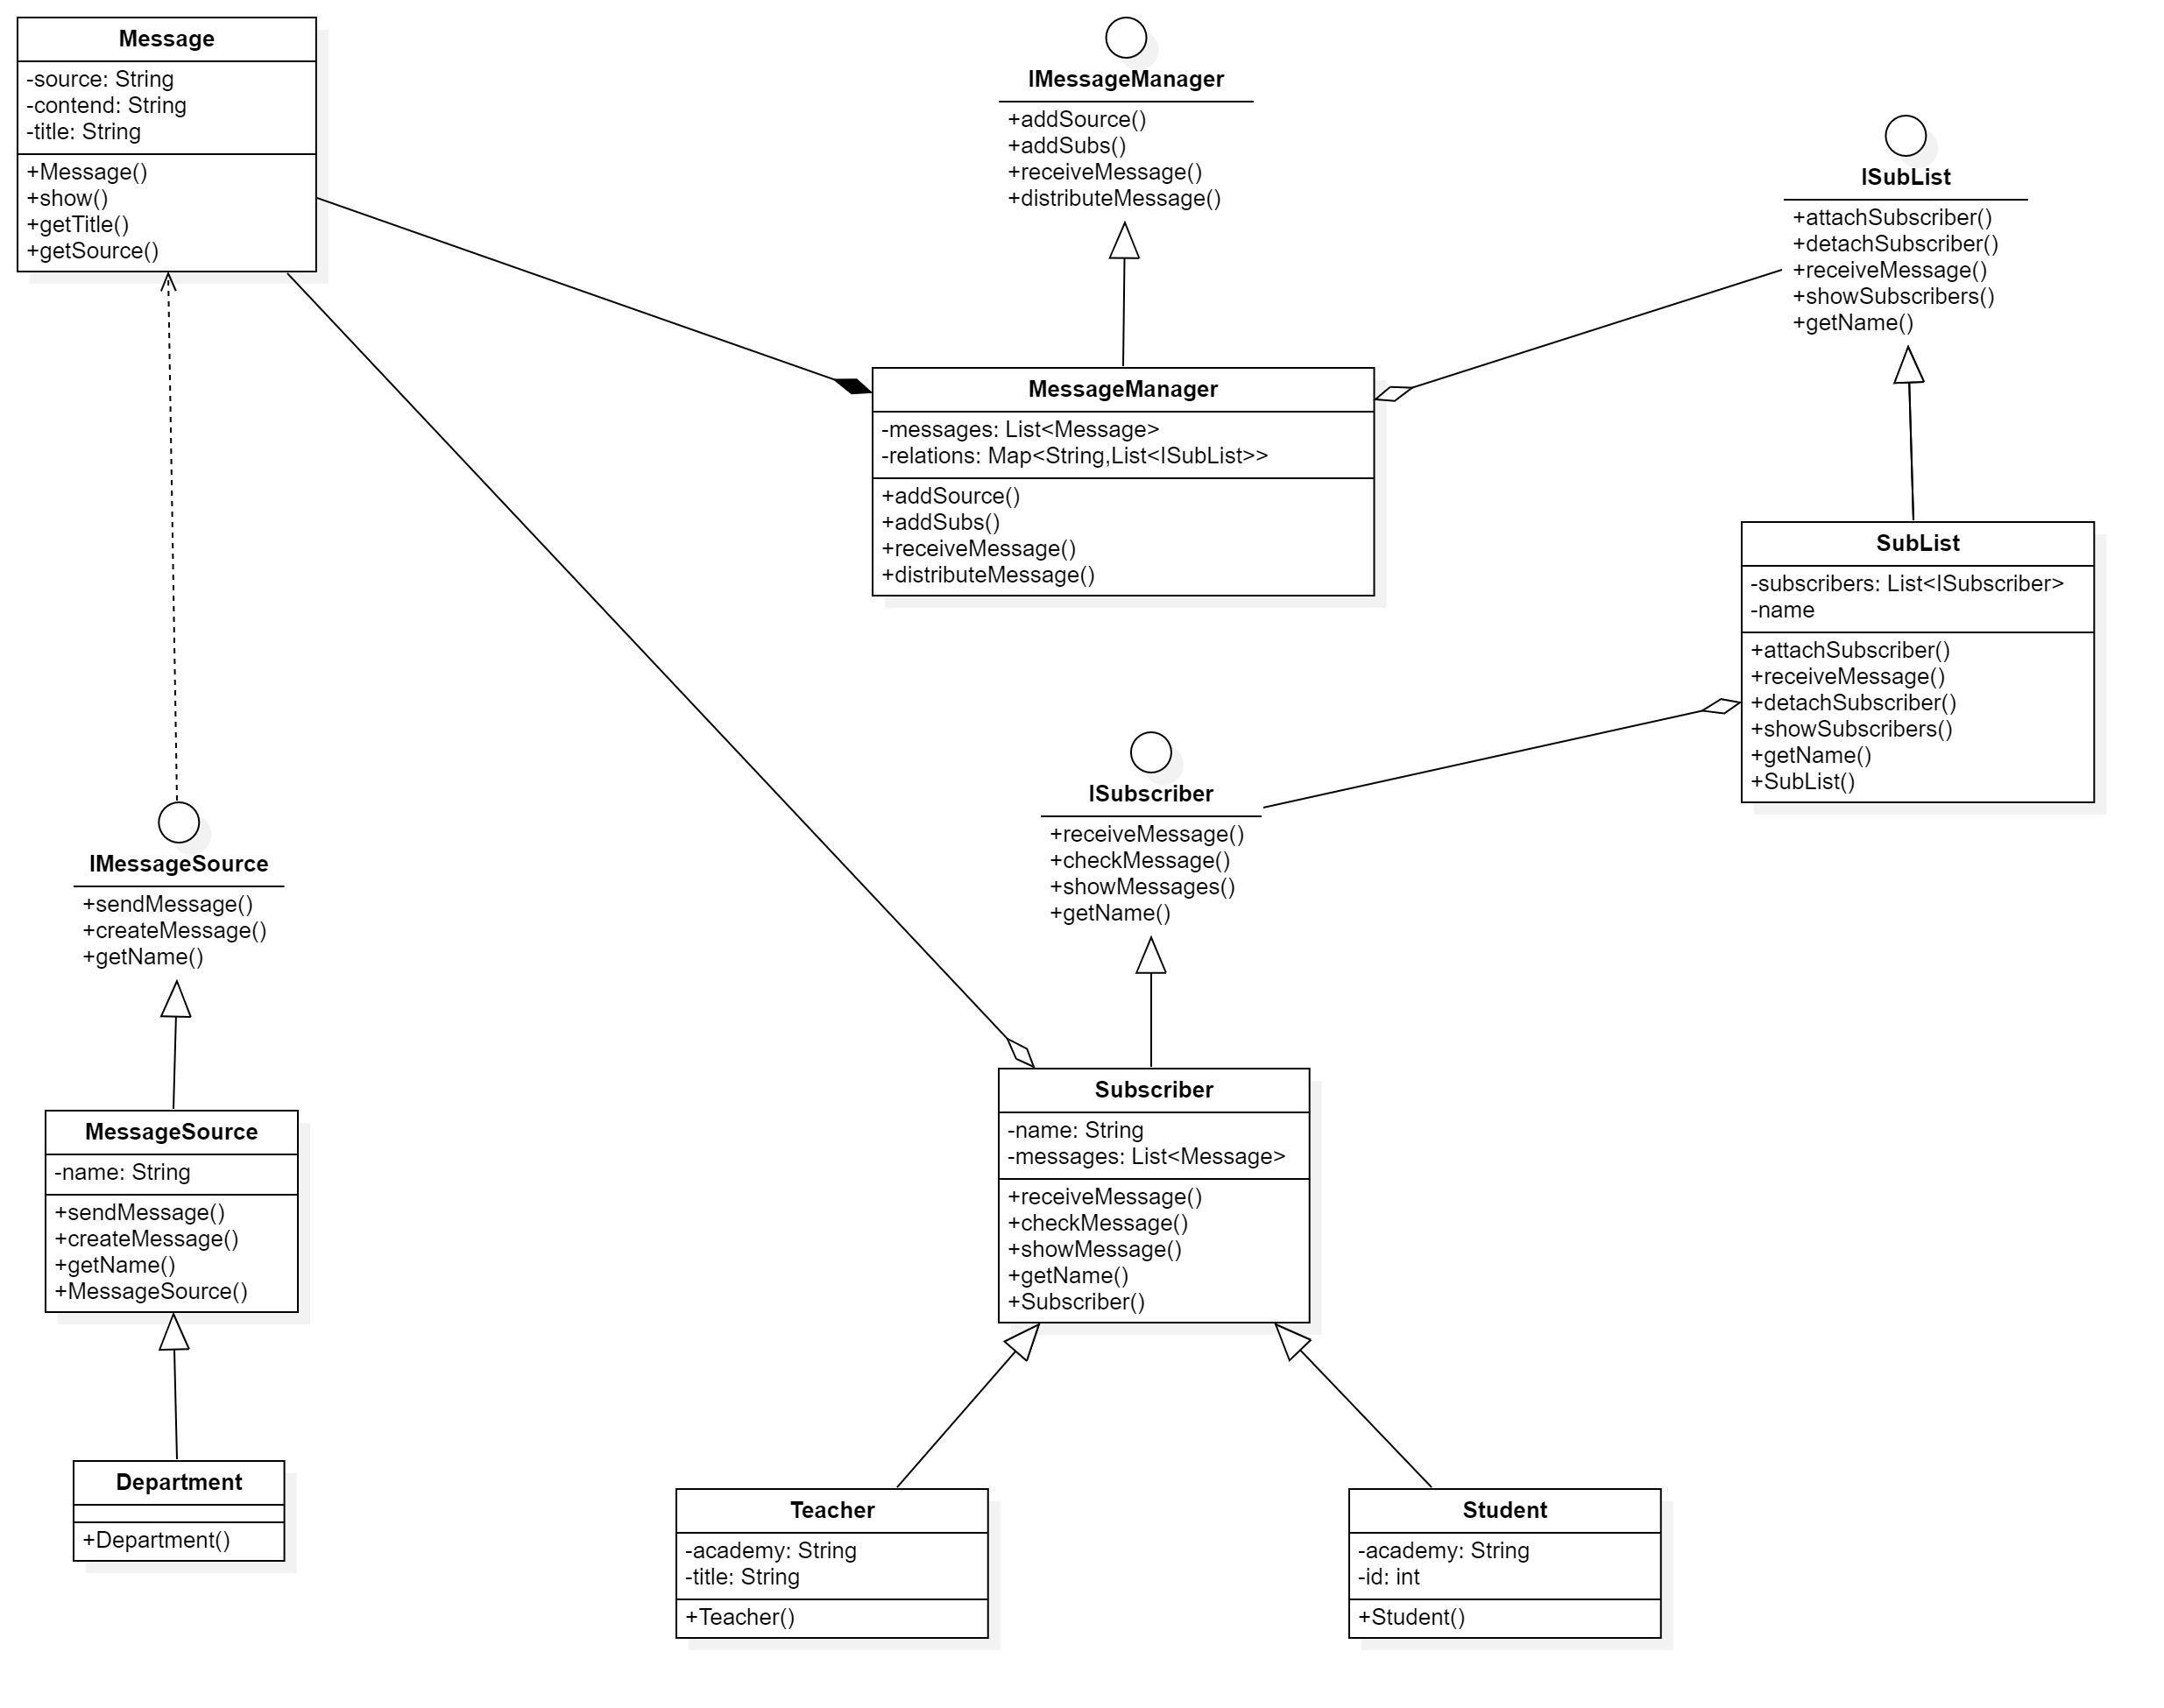 Message
-source: String
-contend: String
-title: String
+Message()
+show()
+getTitle()
+getSource()
IMessageManager
+addSource()
+addSubs()
+receiveMessage()
+distributeMessage()
ISubList
+attachSubscriber()
+detachSubscriber()
+receiveMessage()
+showSubscribers()
+getName()
MessageManager
-messages: List<Message>
-relations: Map<String,List<ISubList>>
+addSource()
+addSubs()
+receiveMessage()
+distributeMessage()
SubList
-subscribers: List<ISubscriber>
-name
+attachSubscriber()
+receiveMessage()
+detachSubscriber()
+showSubscribers()
+getName()
+SubList()
ISubscriber
+receiveMessage()
+checkMessage()
+showMessages()
+getName()
IMessageSource
+sendMessage()
+createMessage()
+getName()
Subscriber
-name: String
-messages: List<Message>
+receiveMessage()
+checkMessage()
+showMessage()
+getName()
+Subscriber()
MessageSource
-name: String
+sendMessage()
+createMessage()
+getName()
+MessageSource()
Department
+Department()
Teacher
-academy: String
-title: String
+Teacher()
Student
-academy: String
-id: int
+Student()